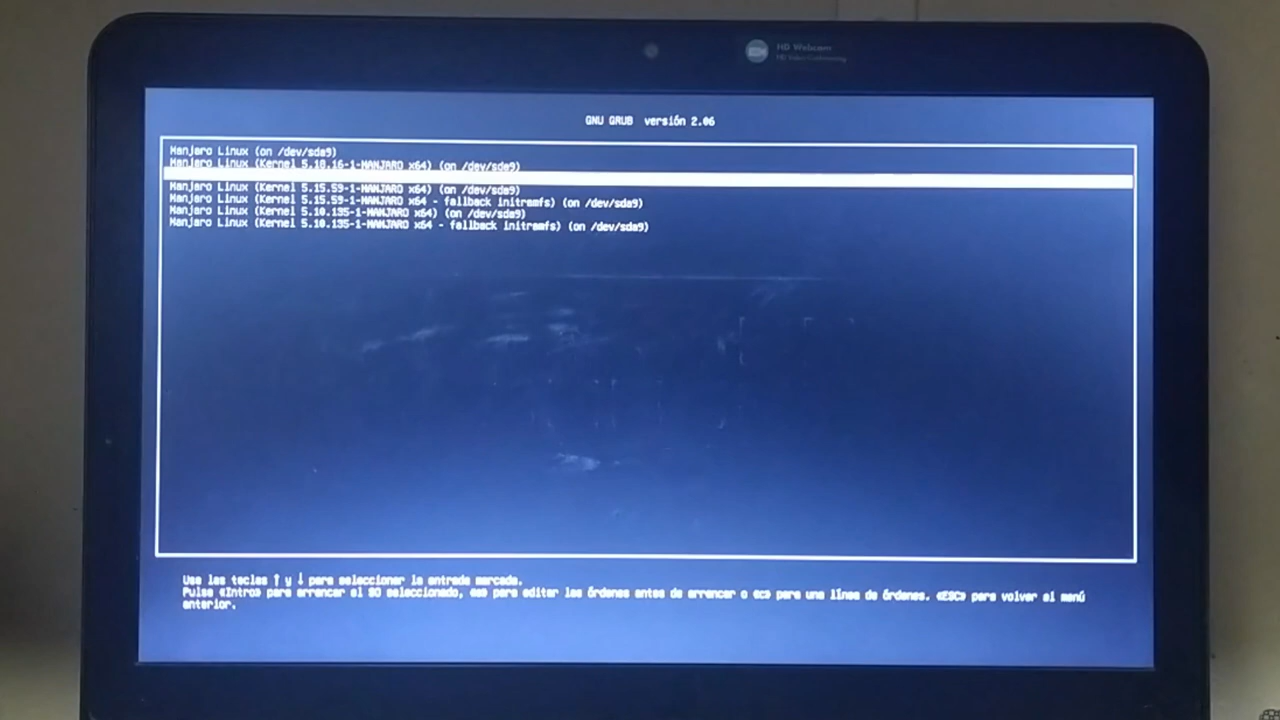 HD Webcam
HD Video Conferencing
GNU GRUB versión 2.06
Manjaro Linux (on /dev/sda9)
Manjaro Linux (Kernel 5.18.16-1-MANJARO x64) (on /dev/sda9)
Manjaro Linux (Kernel 5.15.59-1-MANJARO x64) (on /dev/sda9)
Manjaro Linux (Kernel 5.15.59-1-MANJARO x64 - fallback initramfs) (on /dev/sda9)
Manjaro Linux (Kernel 5.10.135-1-MANJARO x64) (on /dev/sda9)
Manjaro Linux (Kernel 5.10.135-1-MANJARO x64 - fallback initramfs) (on /dev/sda9)
Use las teclas ↑ y ↓ para seleccionar la entrada marcada.
Pulse «Intro» para arrancar el SO seleccionado, «e» para editar las órdenes antes de arrancar o «c» para una línea de órdenes. «ESC» para volver al menú
anterior.